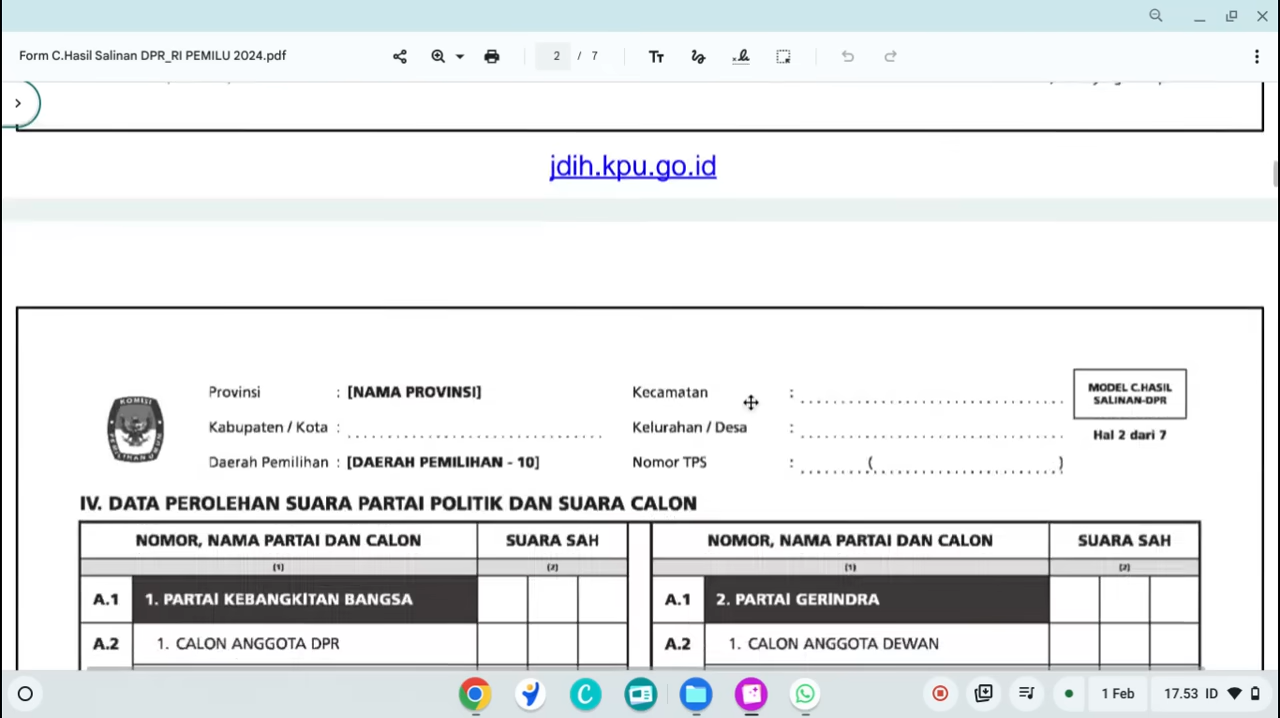 Form C.Hasil Salinan DPR_RI PEMILU 2024.pdf
2 / 7
jdih.kpu.go.id
KOMISI
PEMILIHAN UMUM
Provinsi : [NAMA PROVINSI]
Kabupaten / Kota :
Daerah Pemilihan : [DAERAH PEMILIHAN - 10]
Kecamatan :
Kelurahan / Desa :
Nomor TPS : ( )
MODEL C.HASIL
SALINAN-DPR
Hal 2 dari 7
IV. DATA PEROLEHAN SUARA PARTAI POLITIK DAN SUARA CALON
NOMOR, NAMA PARTAI DAN CALON SUARA SAH
(1) (2)
A.1 1. PARTAI KEBANGKITAN BANGSA
A.2 1. CALON ANGGOTA DPR
NOMOR, NAMA PARTAI DAN CALON SUARA SAH
(1) (2)
A.1 2. PARTAI GERINDRA
A.2 1. CALON ANGGOTA DEWAN
1 Feb 17.53 ID